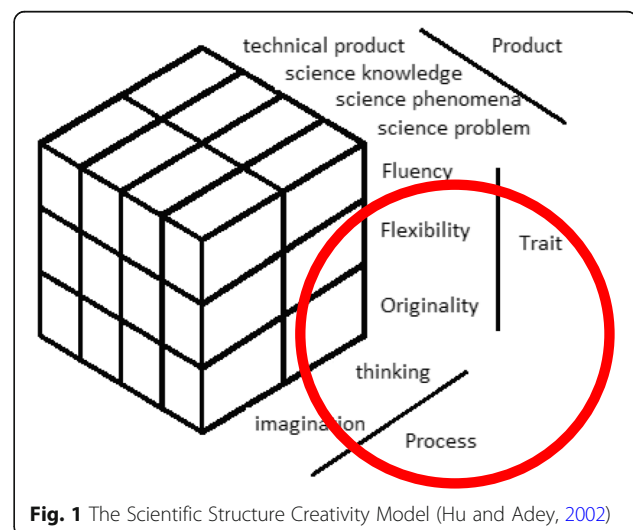 technical product
Product
science knowledge
science phenomena
science problem
Fluency
Flexibility
Trait
Originality
thinking
imagination
Process
Fig. 1 The Scientific Structure Creativity Model (Hu and Adey, 2002)